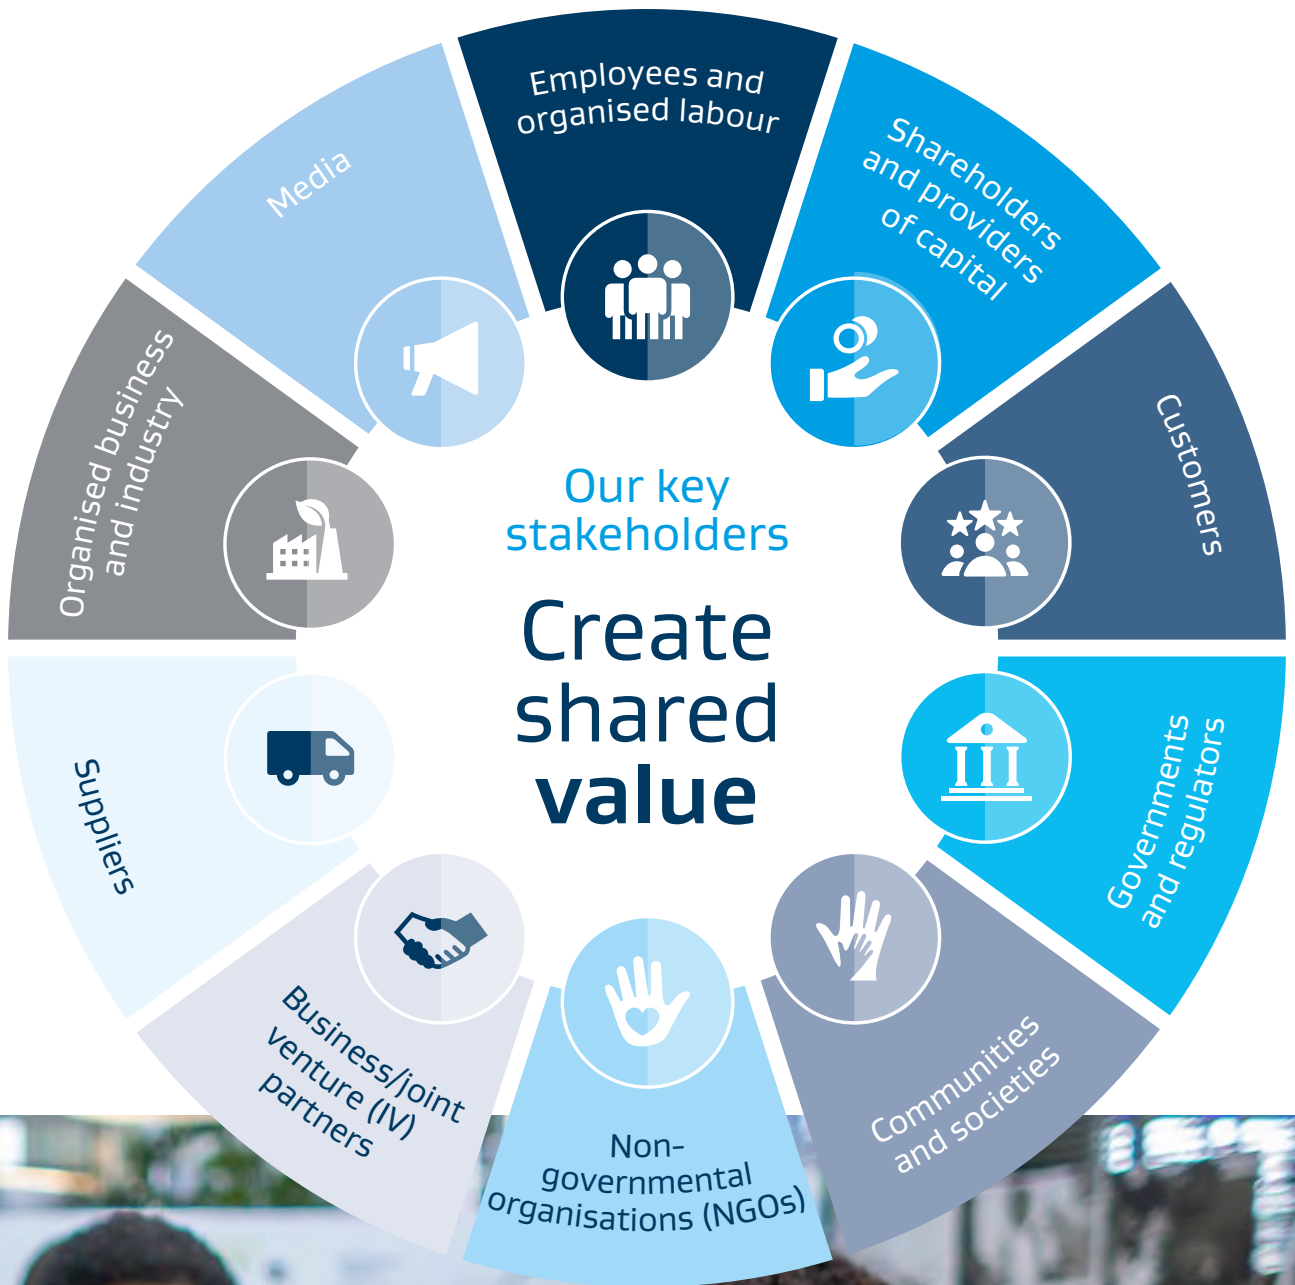 Our key
stakeholders
Create
shared
value
Employees and
organised labour
Shareholders
and providers
of capital
Customers
Governments
and regulators
Communities
and societies
Non-
governmental
organisations (NGOs)
Business/joint
venture (IV)
partners
Suppliers
Organised business
and industry
Media